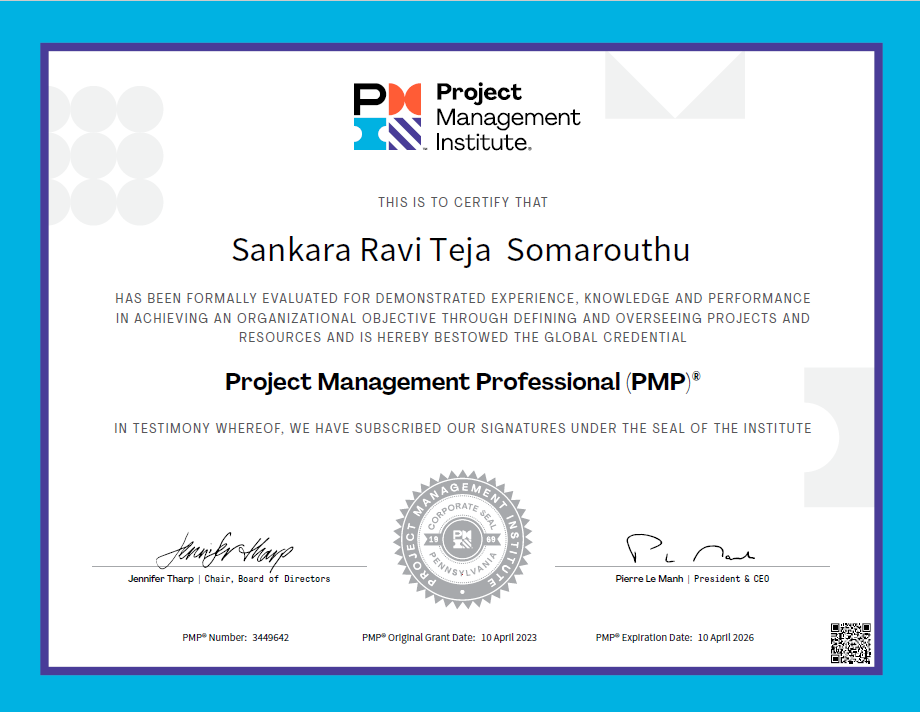 Project
Management
Institute®
THIS IS TO CERTIFY THAT
Sankara Ravi Teja  Somarouthu
HAS BEEN FORMALLY EVALUATED FOR DEMONSTRATED EXPERIENCE, KNOWLEDGE AND PERFORMANCE
IN ACHIEVING AN ORGANIZATIONAL OBJECTIVE THROUGH DEFINING AND OVERSEEING PROJECTS AND
RESOURCES AND IS HEREBY BESTOWED THE GLOBAL CREDENTIAL
Project Management Professional (PMP)®
IN TESTIMONY WHEREOF, WE HAVE SUBSCRIBED OUR SIGNATURES UNDER THE SEAL OF THE INSTITUTE
PROJECT MANAGEMENT INSTITUTE
CORPORATE SEAL
19 69
PENNSYLVANIA
Jennifer Tharp
Jennifer Tharp | Chair, Board of Directors
Pierre Le Manh | President & CEO
PMP® Number:  3449642
PMP® Original Grant Date:  10 April 2023
PMP® Expiration Date:  10 April 2026